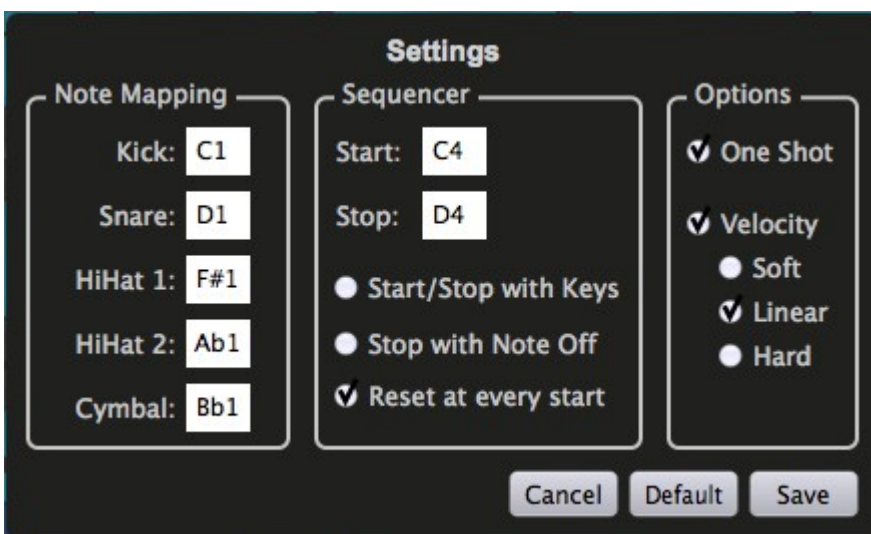 Settings
Note Mapping
Kick: C1
Snare: D1
HiHat 1: F#1
HiHat 2: Ab1
Cymbal: Bb1
Sequencer
Start: C4
Stop: D4
Start/Stop with Keys
Stop with Note Off
Reset at every start
Options
One Shot
Velocity
Soft
Linear
Hard
Cancel Default Save